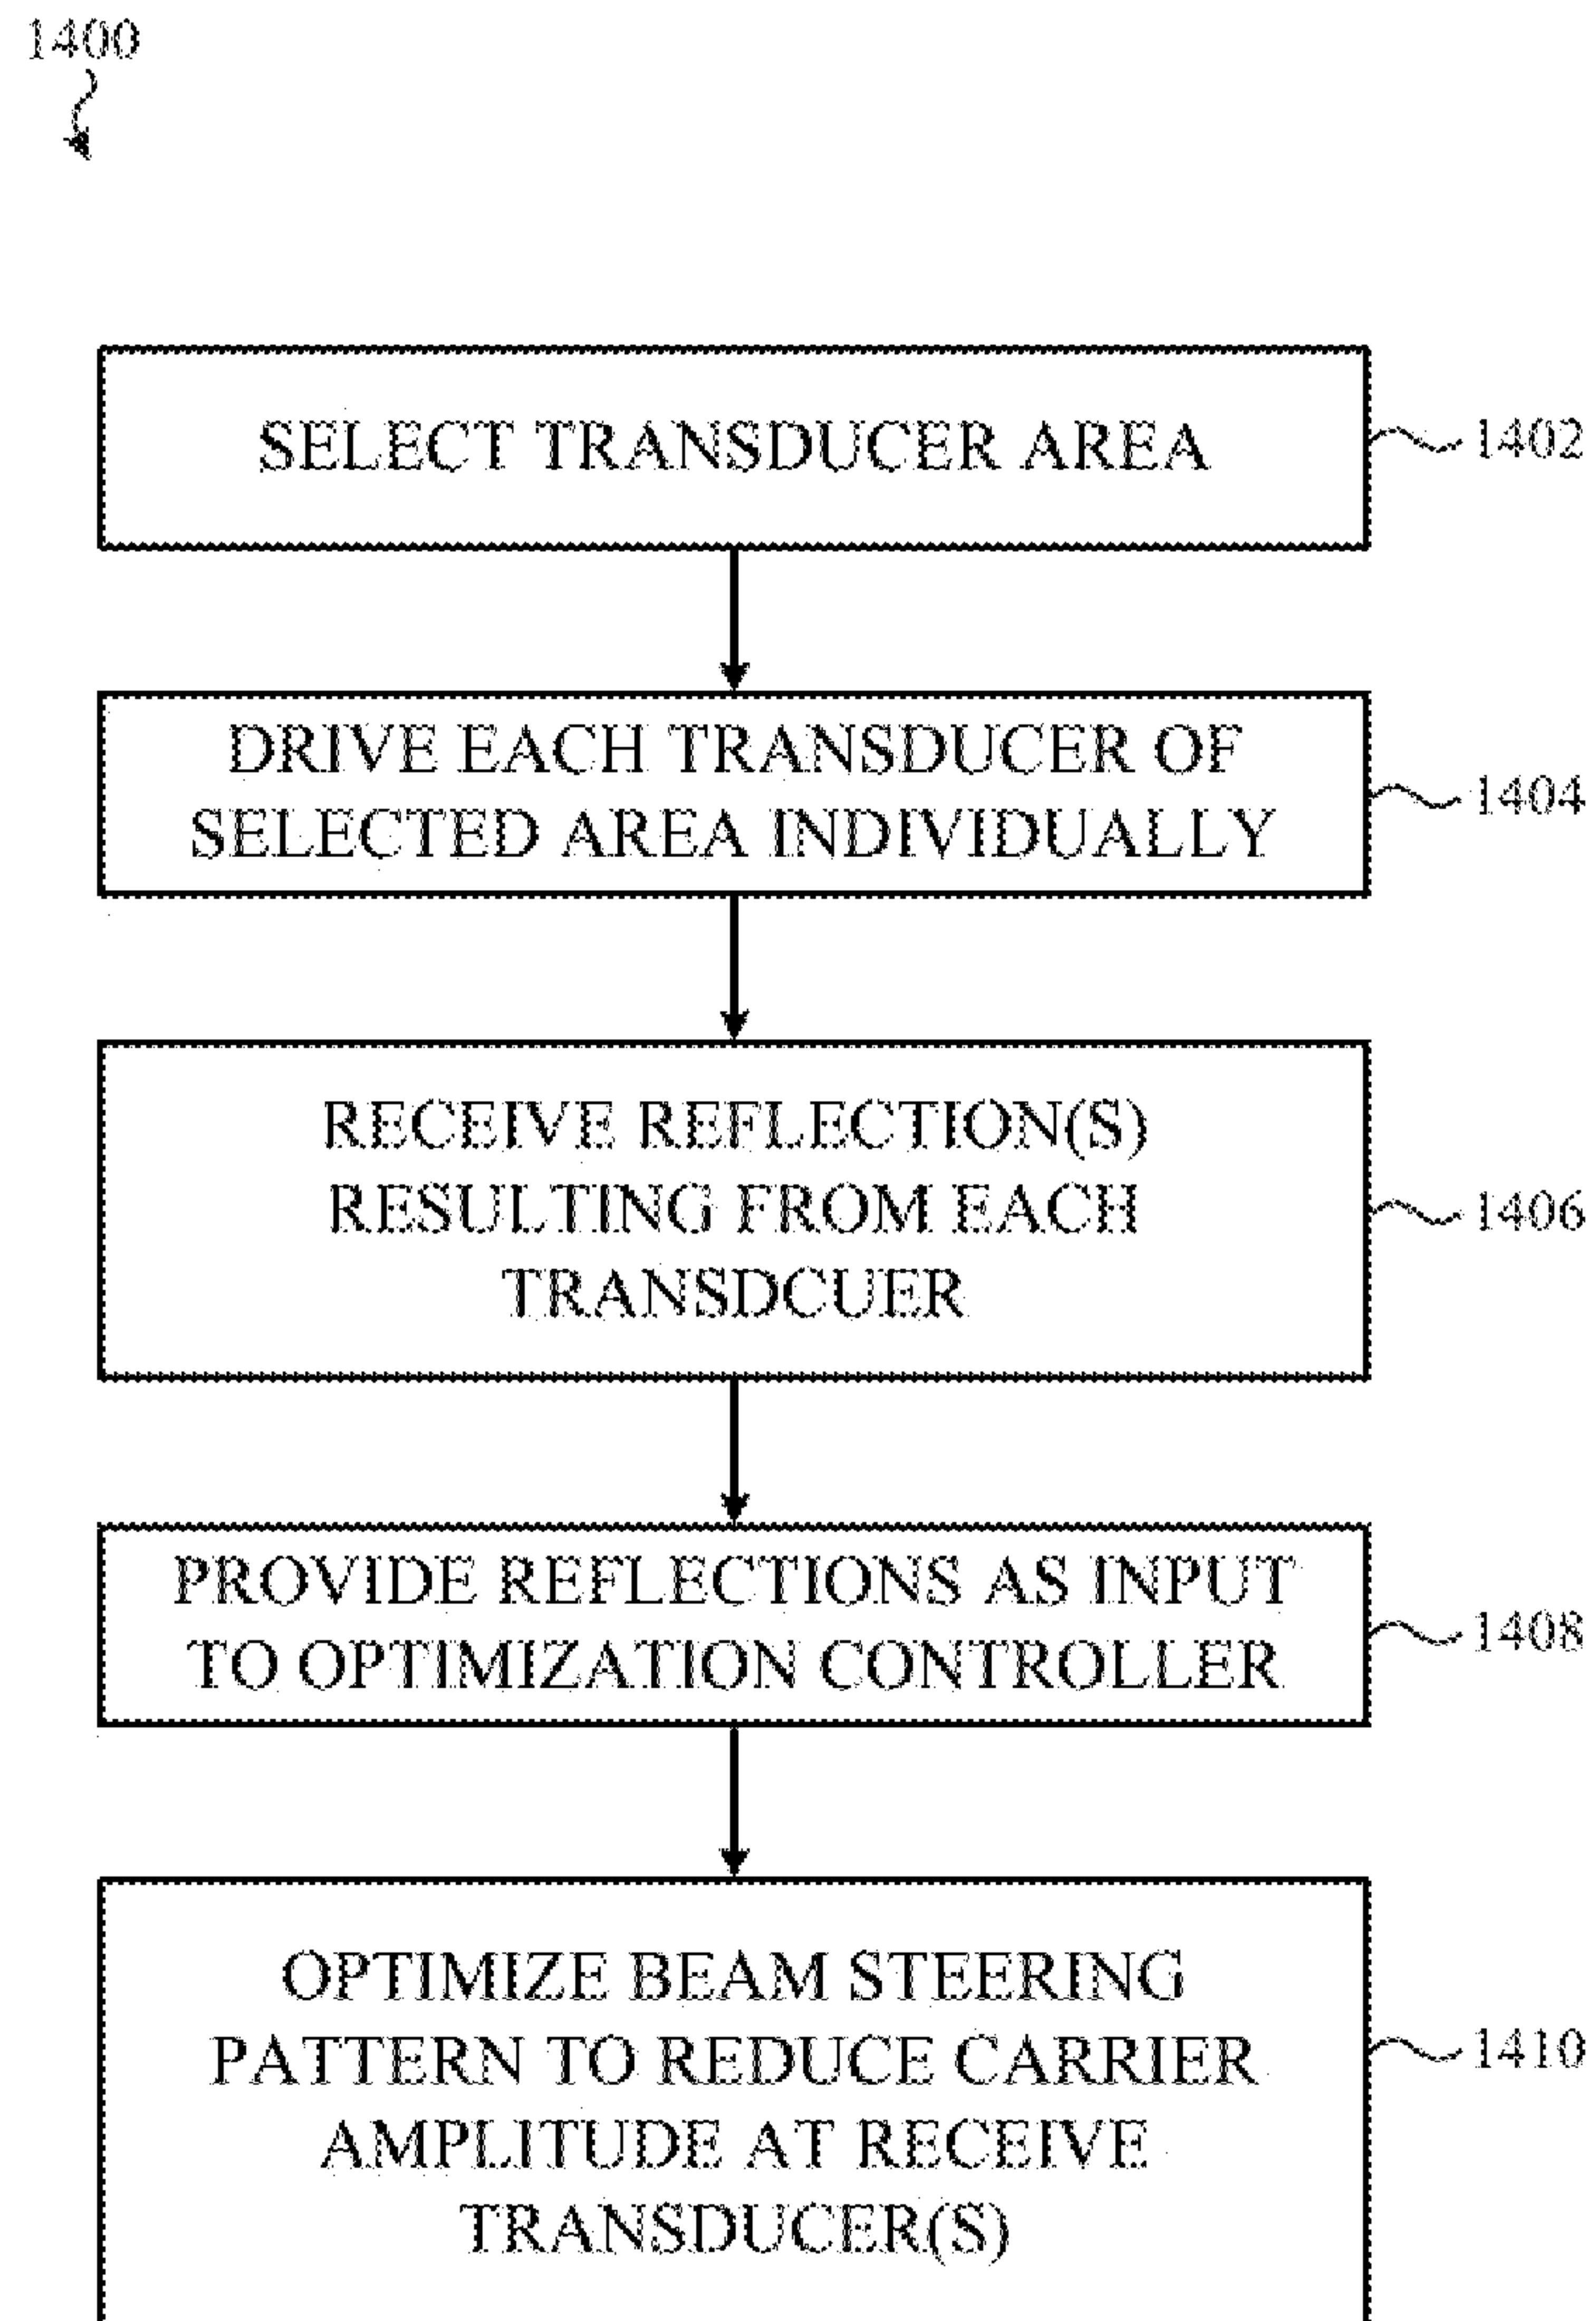 1400
SELECT TRANSDUCER AREA
1402
DRIVE EACH TRANSDUCER OF
SELECTED AREA INDIVIDUALLY
1404
RECEIVE REFLECTION(S)
RESULTING FROM EACH
TRANSDCUER
1406
PROVIDE REFLECTIONS AS INPUT
TO OPTIMIZATION CONTROLLER
1408
OPTIMIZE BEAM STEERING
PATTERN TO REDUCE CARRIER
AMPLITUDE AT RECEIVE
TRANSDUCER(S)
1410